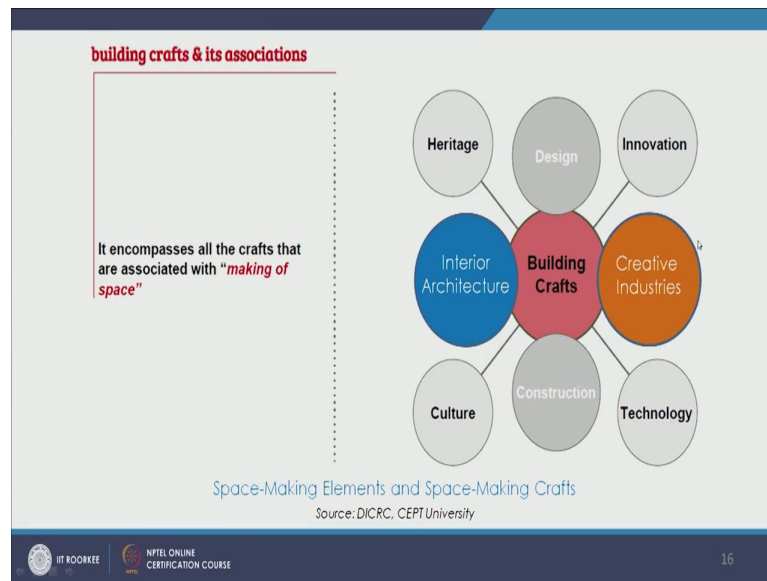 building crafts & its associations
It encompasses all the crafts that
are associated with “making of
space”
Heritage
Design
Innovation
Interior
Architecture
Building
Crafts
Creative
Industries
Culture
Construction
Technology
Space-Making Elements and Space-Making Crafts
Source: DICRC, CEPT University
IIT ROORKEE
NPTEL ONLINE
CERTIFICATION COURSE
16